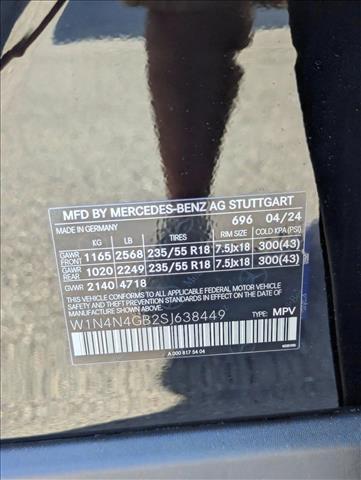 MFD BY MERCEDES-BENZ AG STUTTGART
MADE IN GERMANY 696 04/24
KG LB TIRES RIM SIZE COLD KPA (PSI)
GAWR FRONT 1165 2568 235/55 R18 7.5Jx18 300(43)
GAWR REAR 1020 2249 235/55 R18 7.5Jx18 300(43)
GVWR 2140 4718
THIS VEHICLE CONFORMS TO ALL APPLICABLE FEDERAL MOTOR VEHICLE
SAFETY STANDARDS AND THEFT PREVENTION STANDARDS IN EFFECT
ON THE DATE OF MANUFACTURE SHOWN ABOVE.
W1N4N4GB2SJ638449 TYPE: MPV
A 000 817 54 04